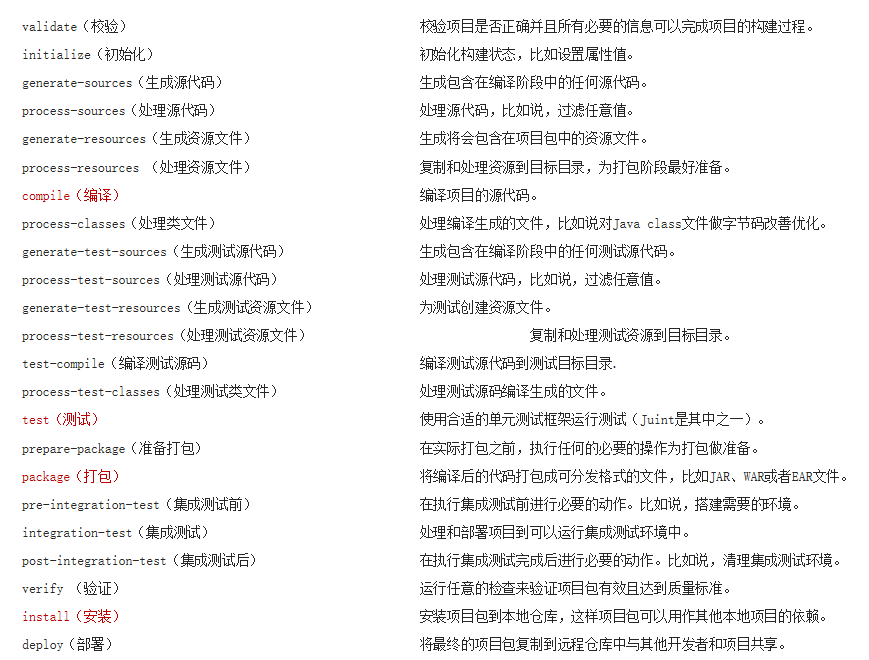 validate（校验） 校验项目是否正确并且所有必要的信息可以完成项目的构建过程。
initialize（初始化） 初始化构建状态，比如设置属性值。
generate-sources（生成源代码） 生成包含在编译阶段中的任何源代码。
process-sources（处理源代码） 处理源代码，比如说，过滤任意值。
generate-resources（生成资源文件） 生成将会包含在项目包中的资源文件。
process-resources （处理资源文件） 复制和处理资源到目标目录，为打包阶段最好准备。
compile（编译） 编译项目的源代码。
process-classes（处理类文件） 处理编译生成的文件，比如说对Java class文件做字节码改善优化。
generate-test-sources（生成测试源代码） 生成包含在编译阶段中的任何测试源代码。
process-test-sources（处理测试源代码） 处理测试源代码，比如说，过滤任意值。
generate-test-resources（生成测试资源文件） 为测试创建资源文件。
process-test-resources（处理测试资源文件） 复制和处理测试资源到目标目录。
test-compile（编译测试源码） 编译测试源代码到测试目标目录.
process-test-classes（处理测试类文件） 处理测试源码编译生成的文件。
test（测试） 使用合适的单元测试框架运行测试（Juint是其中之一）。
prepare-package（准备打包） 在实际打包之前，执行任何的必要的操作为打包做准备。
package（打包） 将编译后的代码打包成可分发格式的文件，比如JAR、WAR或者EAR文件。
pre-integration-test（集成测试前） 在执行集成测试前进行必要的动作。比如说，搭建需要的环境。
integration-test（集成测试） 处理和部署项目到可以运行集成测试环境中。
post-integration-test（集成测试后） 在执行集成测试完成后进行必要的动作。比如说，清理集成测试环境。
verify （验证） 运行任意的检查来验证项目包有效且达到质量标准。
install（安装） 安装项目包到本地仓库，这样项目包可以用作其他本地项目的依赖。
deploy（部署） 将最终的项目包复制到远程仓库中与其他开发者和项目共享。